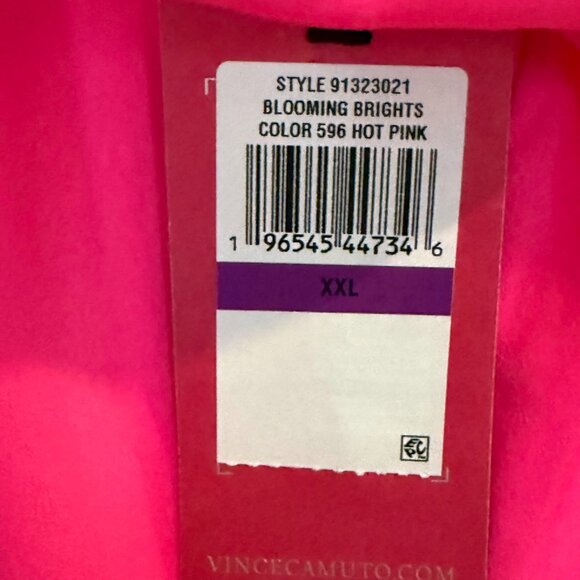 STYLE 91323021
BLOOMING BRIGHTS
COLOR 596 HOT PINK
1 96545 44734 6
XXL
VINCECAMUTO.COM